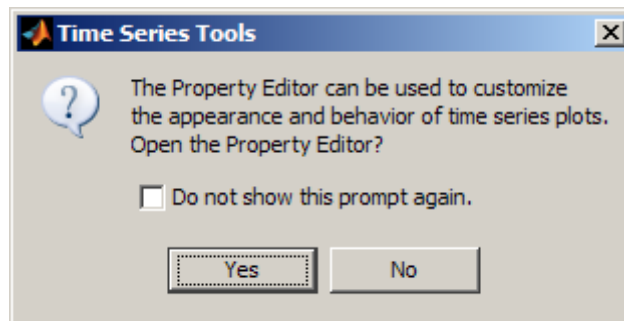 Time Series Tools
The Property Editor can be used to customize
the appearance and behavior of time series plots.
Open the Property Editor?
Do not show this prompt again.
Yes
No